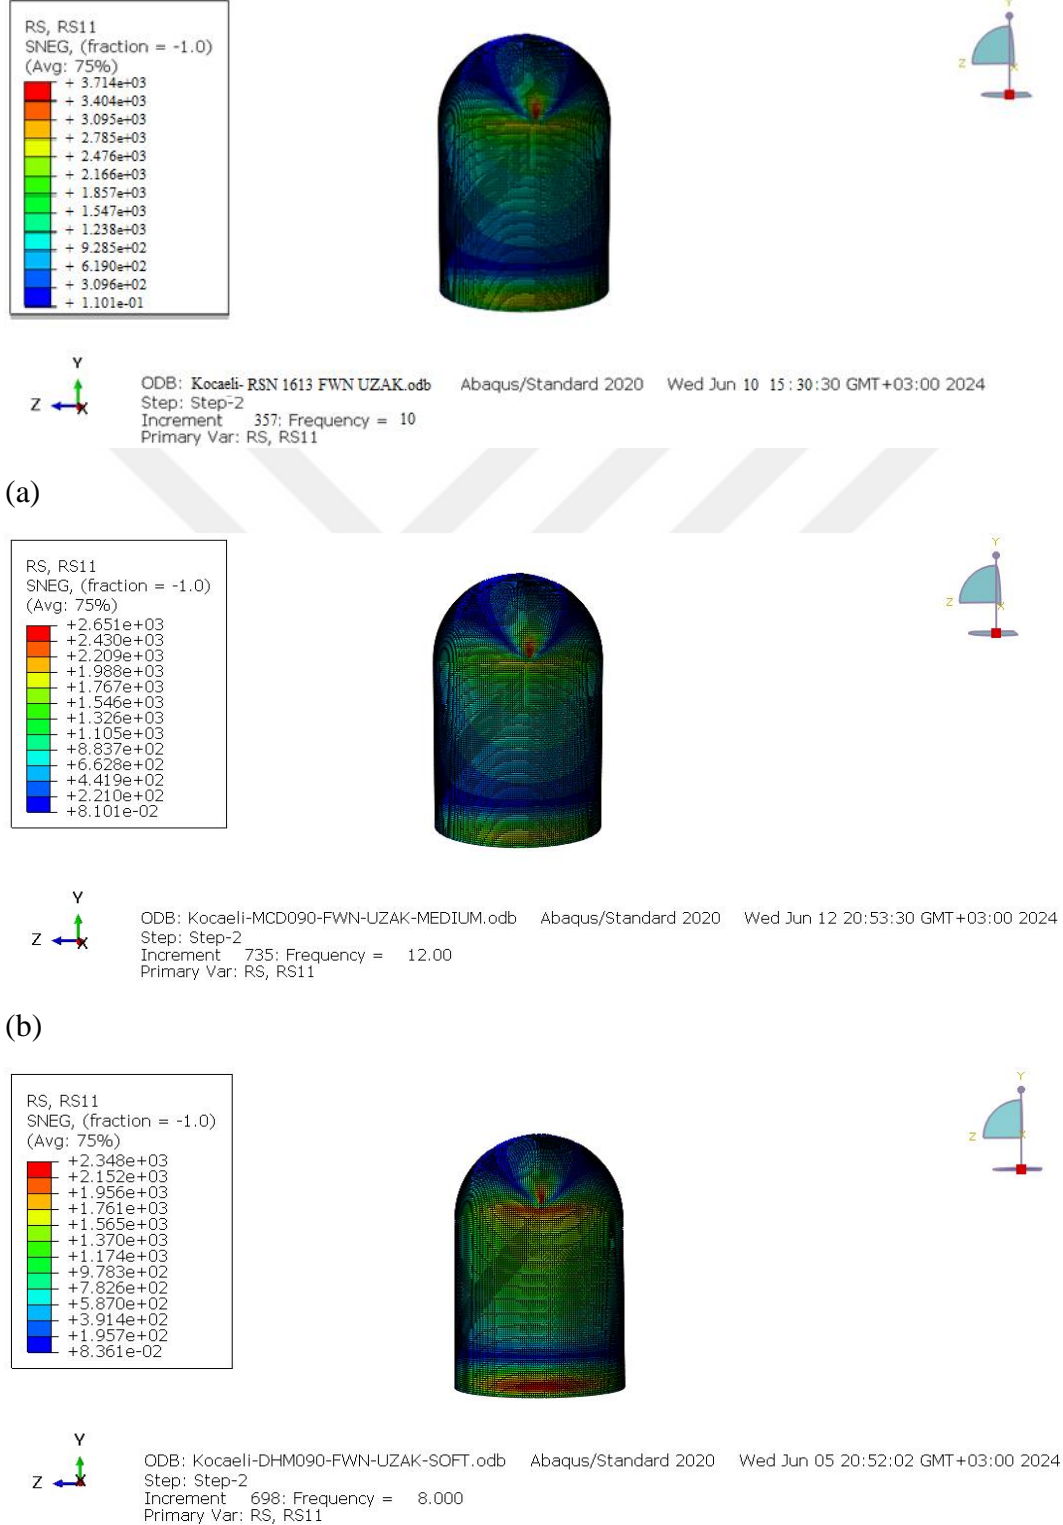 RS, RS11
SNEG, (fraction = -1.0)
(Avg: 75%)
+ 3.714e+03
+ 3.404e+03
+ 3.095e+03
+ 2.785e+03
+ 2.476e+03
+ 2.166e+03
+ 1.857e+03
+ 1.547e+03
+ 1.238e+03
+ 9.285e+02
+ 6.190e+02
+ 3.096e+02
+ 1.101e-01
Y
Z
X
Y
Z
X
ODB: Kocaeli- RSN 1613 FWN UZAK.odb Abaqus/Standard 2020 Wed Jun 10 15 : 30:30 GMT+03:00 2024
Step: Step-2
Increment 357: Frequency = 10
Primary Var: RS, RS11
(a)
RS, RS11
SNEG, (fraction = -1.0)
(Avg: 75%)
+2.651e+03
+2.430e+03
+2.209e+03
+1.988e+03
+1.767e+03
+1.546e+03
+1.326e+03
+1.105e+03
+8.837e+02
+6.628e+02
+4.419e+02
+2.210e+02
+8.101e-02
Y
Z
X
Y
Z
X
ODB: Kocaeli-MCD090-FWN-UZAK-MEDIUM.odb Abaqus/Standard 2020 Wed Jun 12 20:53:30 GMT+03:00 2024
Step: Step-2
Increment 735: Frequency = 12.00
Primary Var: RS, RS11
(b)
RS, RS11
SNEG, (fraction = -1.0)
(Avg: 75%)
+2.348e+03
+2.152e+03
+1.956e+03
+1.761e+03
+1.565e+03
+1.370e+03
+1.174e+03
+9.783e+02
+7.826e+02
+5.870e+02
+3.914e+02
+1.957e+02
+8.361e-02
Y
Z
X
Y
Z
X
ODB: Kocaeli-DHM090-FWN-UZAK-SOFT.odb Abaqus/Standard 2020 Wed Jun 05 20:52:02 GMT+03:00 2024
Step: Step-2
Increment 698: Frequency = 8.000
Primary Var: RS, RS11